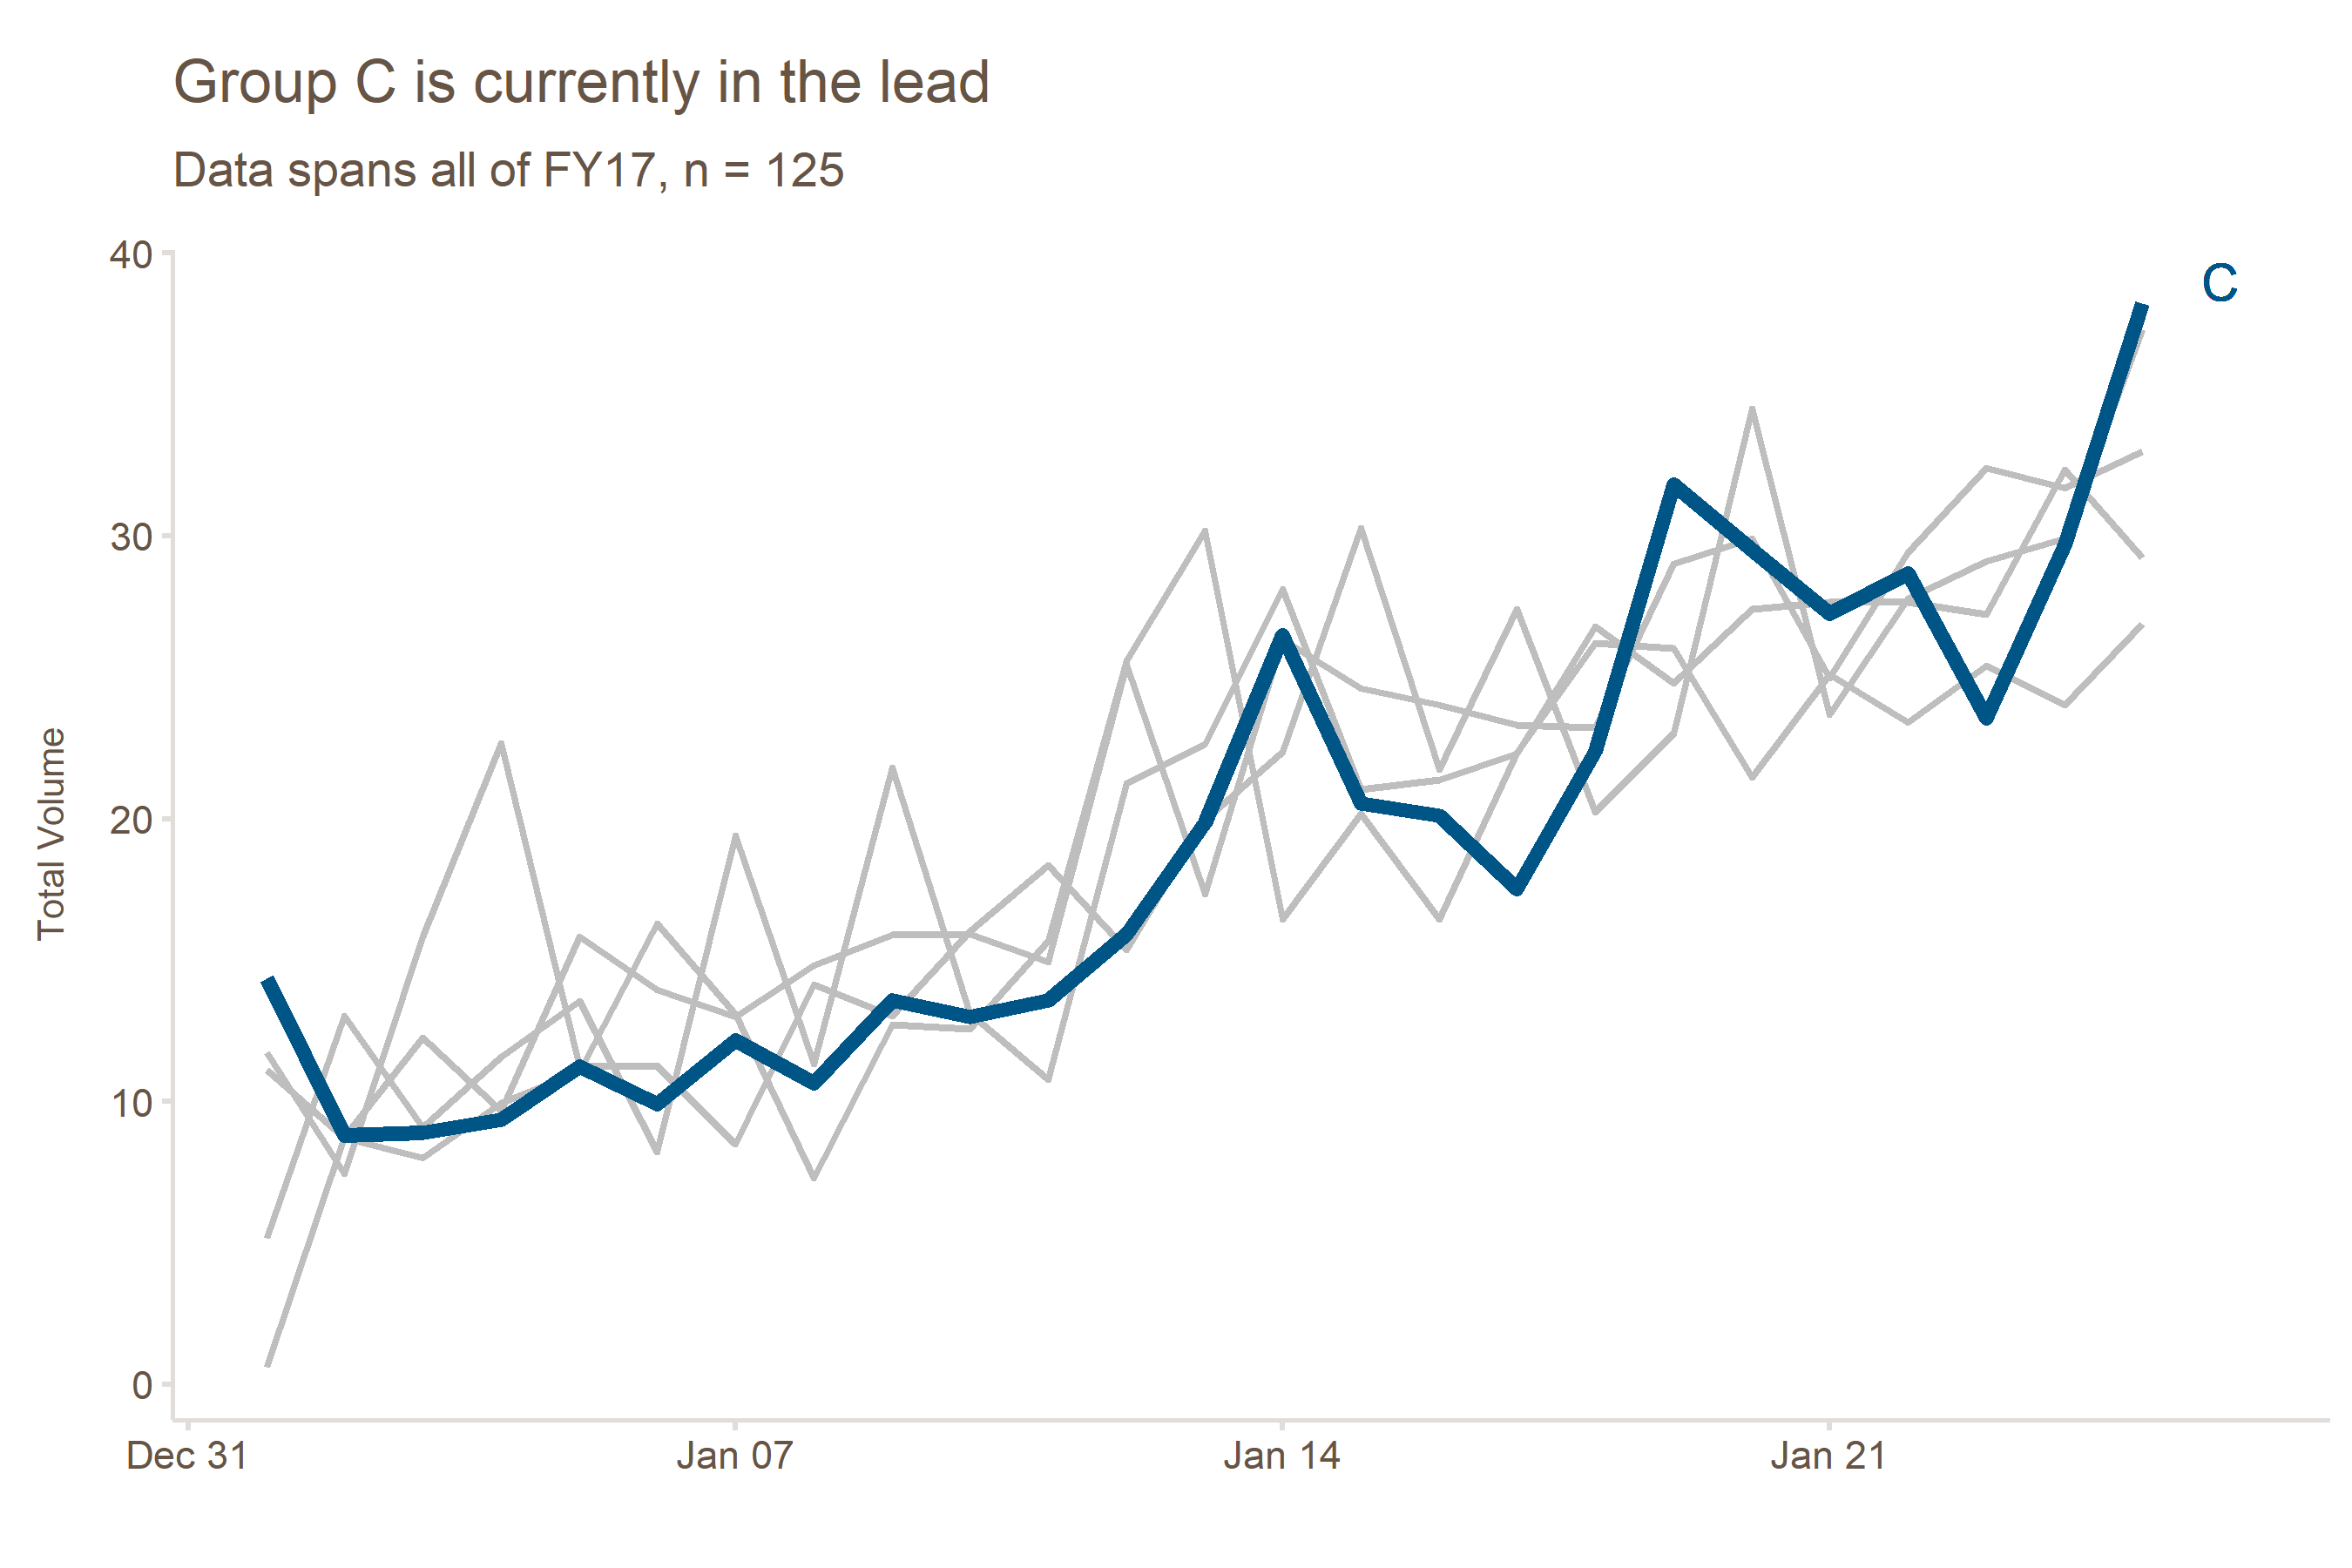 Group C is currently in the lead
Data spans all of FY17, n = 125
40
C
30
20
Total Volume
10
0
Dec 31
Jan 07
Jan 14
Jan 21